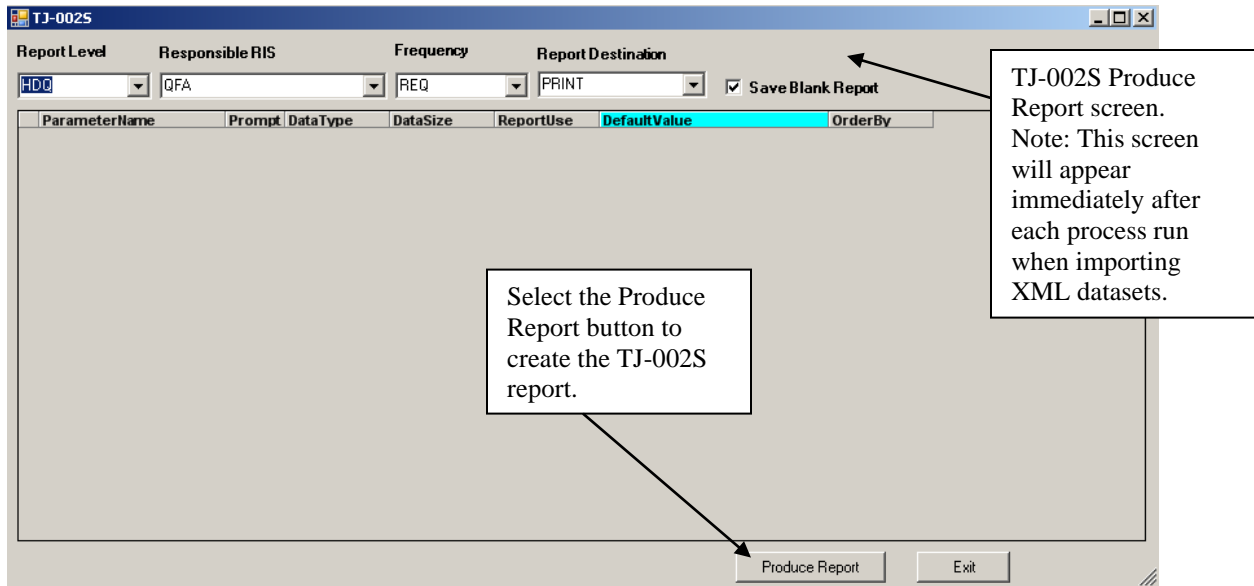 TJ-002S
Report Level Responsible RIS Frequency Report Destination
HDQ QFA REQ PRINT Save Blank Report
ParameterName Prompt DataType DataSize ReportUse DefaultValue OrderBy
TJ-002S Produce
Report screen.
Note: This screen
will appear
immediately after
each process run
when importing
XML datasets.
Select the Produce
Report button to
create the TJ-002S
report.
Produce Report Exit